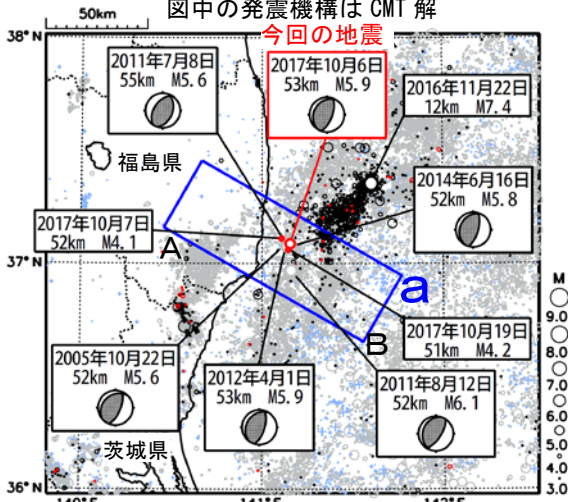 図中の発震機構は CMT 解
50km
38°N
今回の地震
2011年7月8日
55km M5.6
2017年10月6日
53km M5.9
2016年11月22日
12km M7.4
福島県
2014年6月16日
52km M5.8
2017年10月7日
52km M4.1
A
37°N
a
B
2017年10月19日
51km M4.2
2005年10月22日
52km M5.6
2012年4月1日
53km M5.9
2011年8月12日
52km M6.1
茨城県
36°N
M
9.0
8.0
7.0
6.0
5.0
4.0
3.0